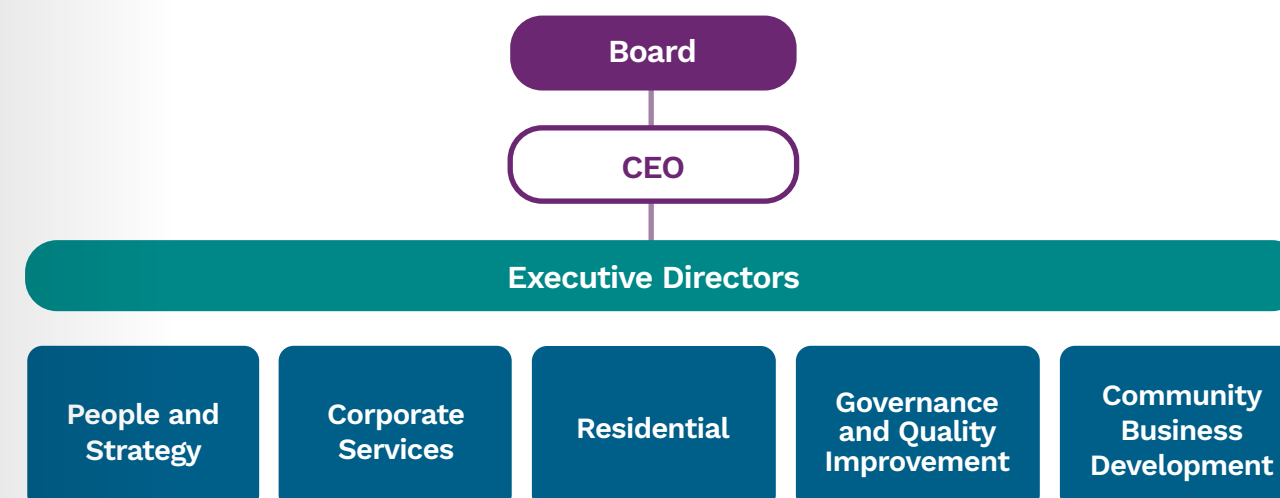 Board
CEO
Executive Directors
People and
Strategy
Corporate
Services
Residential
Governance
and Quality
Improvement
Community
Business
Development